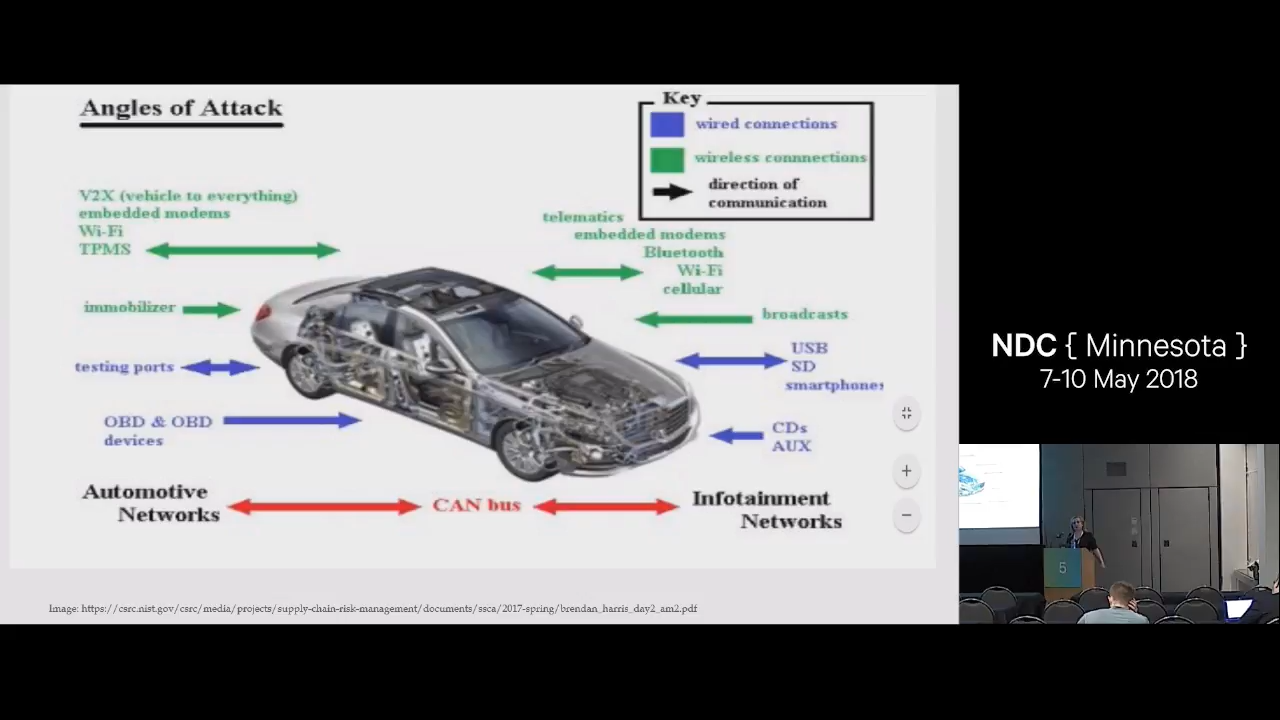 Angles of Attack
Key
wired connections
wireless connnections
direction of
communication
V2X (vehicle to everything)
embedded modems
Wi-Fi
TPMS
immobilizer
testing ports
OBD & OBD
devices
telematics
embedded modems
Bluetooth
Wi-Fi
cellular
broadcasts
USB
SD
smartphones
CDs
AUX
Automotive
Networks
CAN bus
Infotainment
Networks
Image: https://csrc.nist.gov/csrc/media/projects/supply-chain-risk-management/documents/ssca/2017-spring/brendan_harris_day2_am2.pdf
NDC { Minnesota }
7-10 May 2018
5